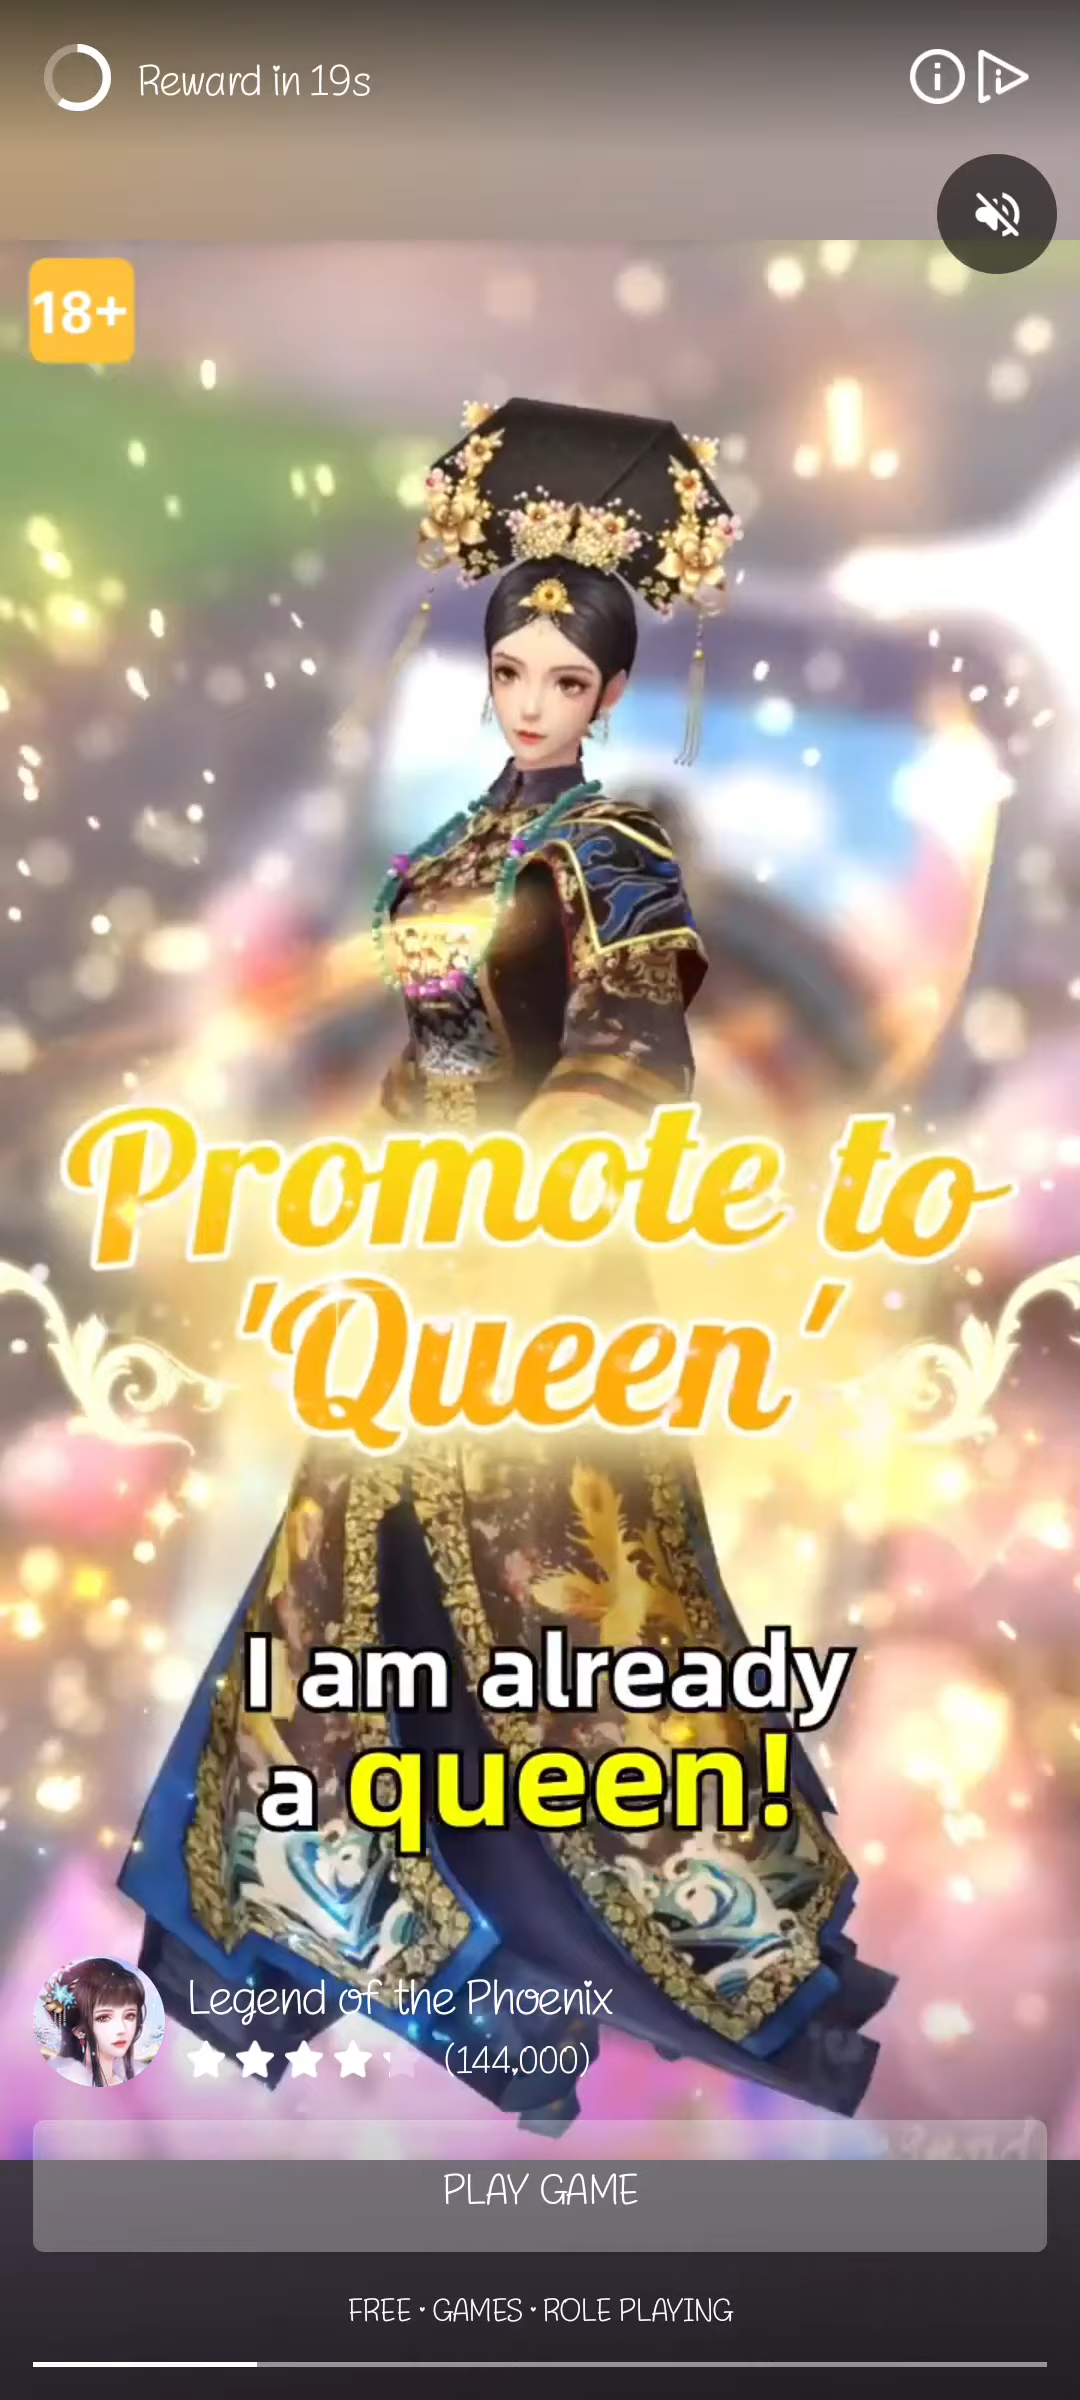 Reward in 19s
18+
Promote to
'Queen'
I am already
a queen!
Legend of the Phoenix
(144,000)
PLAY GAME
FREE • GAMES • ROLE PLAYING